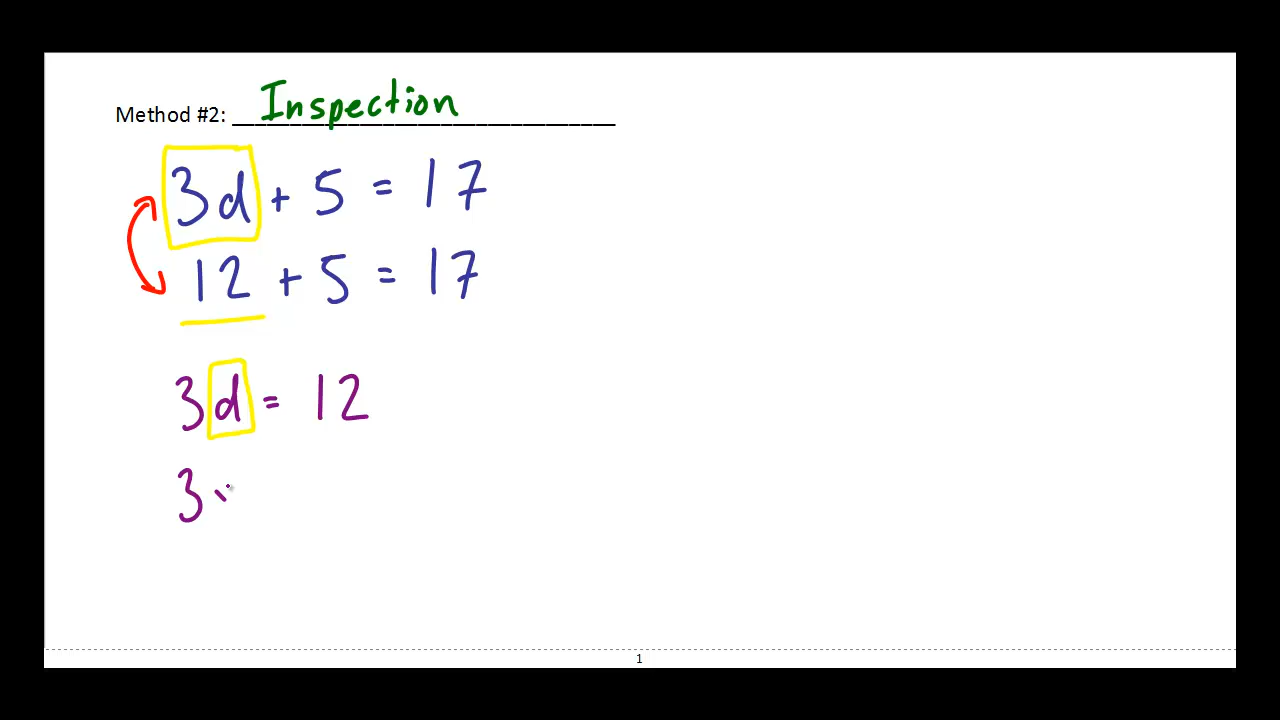 Method #2: Inspection
3d + 5 = 17
12 + 5 = 17
3d = 12
3
1